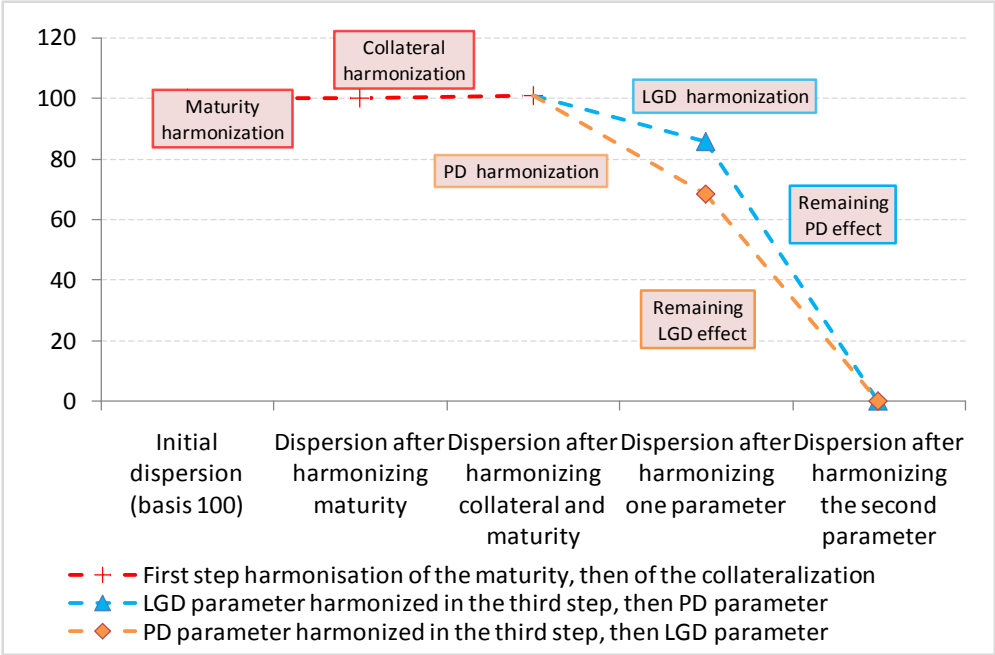 120
100
80
60
40
20
0
Maturity
harmonization
Collateral
harmonization
LGD harmonization
PD harmonization
Remaining
PD effect
Remaining
LGD effect
Initial
dispersion
(basis 100)
Dispersion after
harmonizing
maturity
Dispersion after
harmonizing
collateral and
maturity
Dispersion after
harmonizing
one parameter
Dispersion after
harmonizing
the second
parameter
First step harmonisation of the maturity, then of the collateralization
LGD parameter harmonized in the third step, then PD parameter
PD parameter harmonized in the third step, then LGD parameter